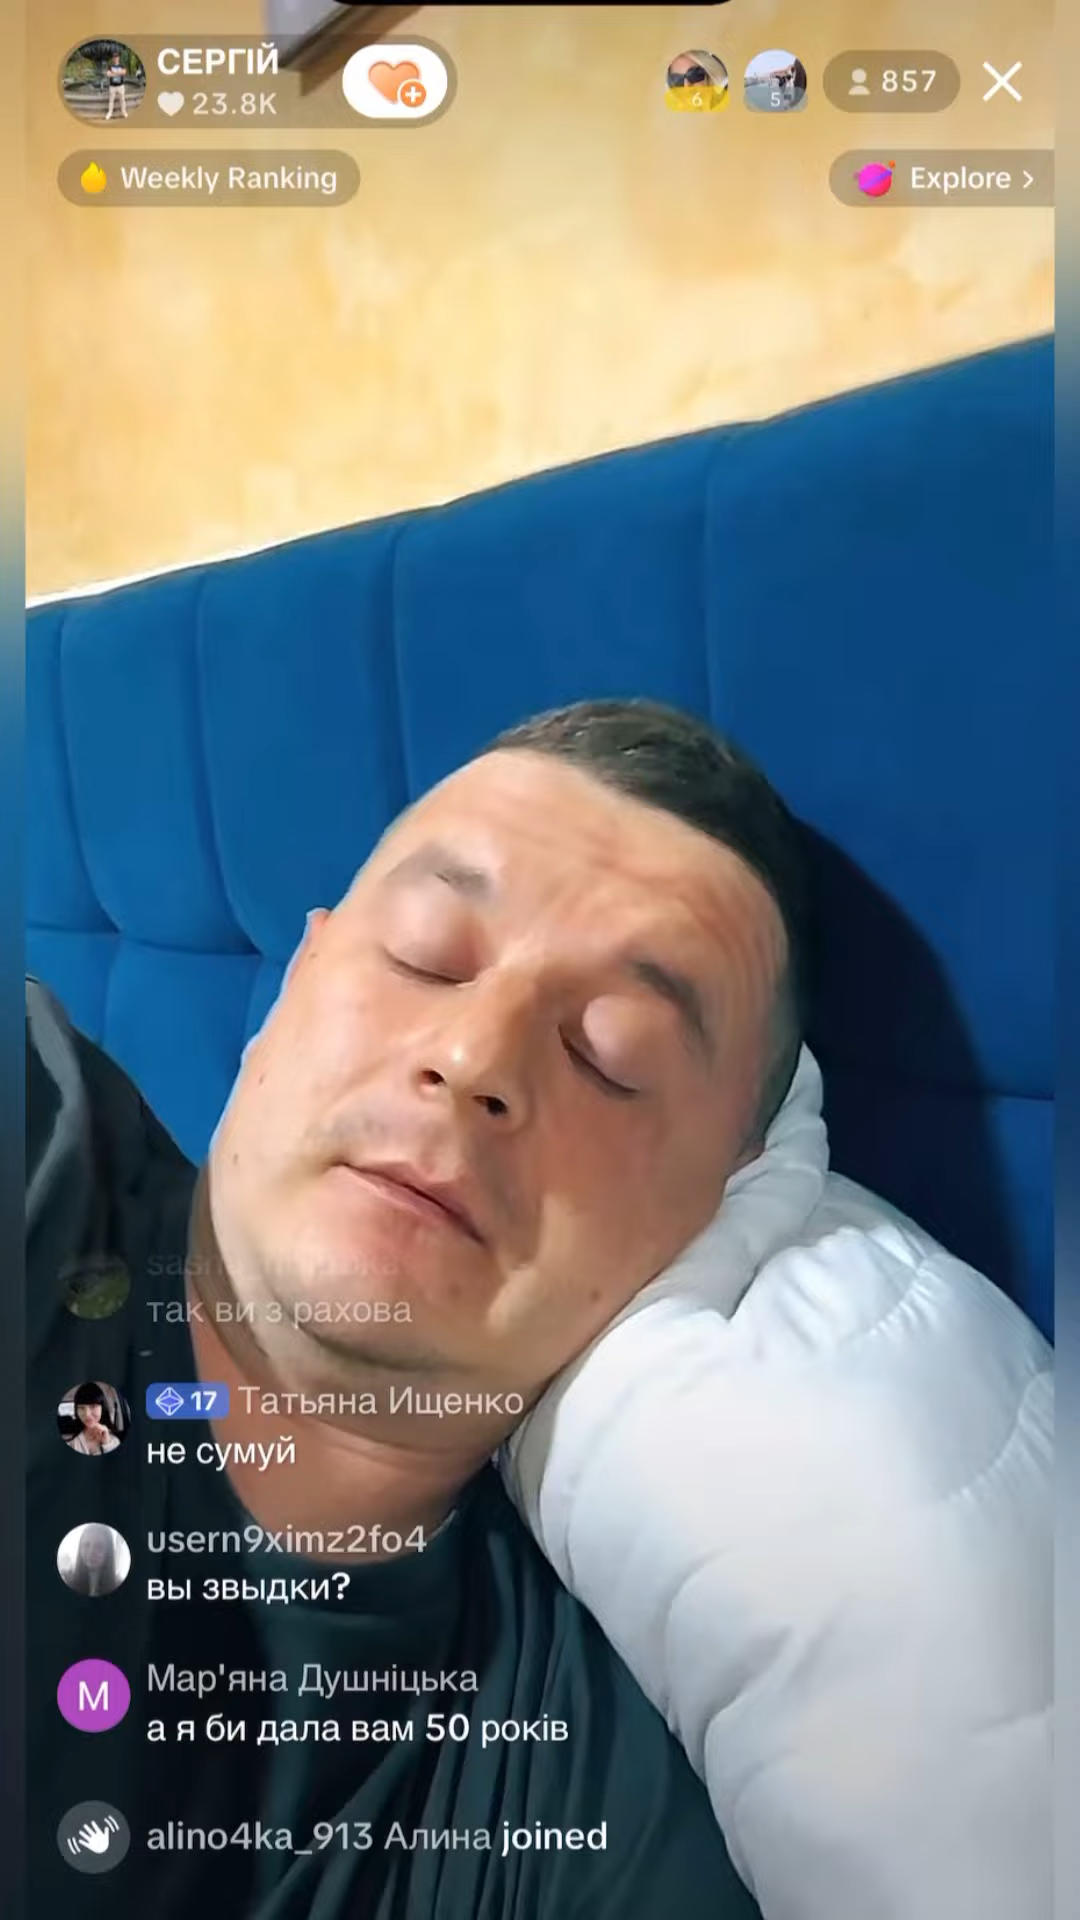 СЕРГІЙ
23.8K
6
5
857
Weekly Ranking
Explore
так ви з рахова
17 Татьяна Ищенко
не сумуй
usern9ximz2fo4
вы звыдки?
М
Мар'яна Душніцька
а я би дала вам 50 років
alino4ka_913 Алина joined